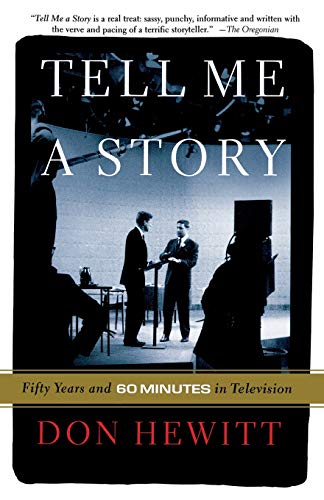 "Tell Me a Story is a real treat: sassy, punchy, informative and written with
the verve and pacing of a terrific storyteller." —The Oregonian
TELL ME
A STORY
Fifty Years and 60 MINUTES in Television
DON HEWITT